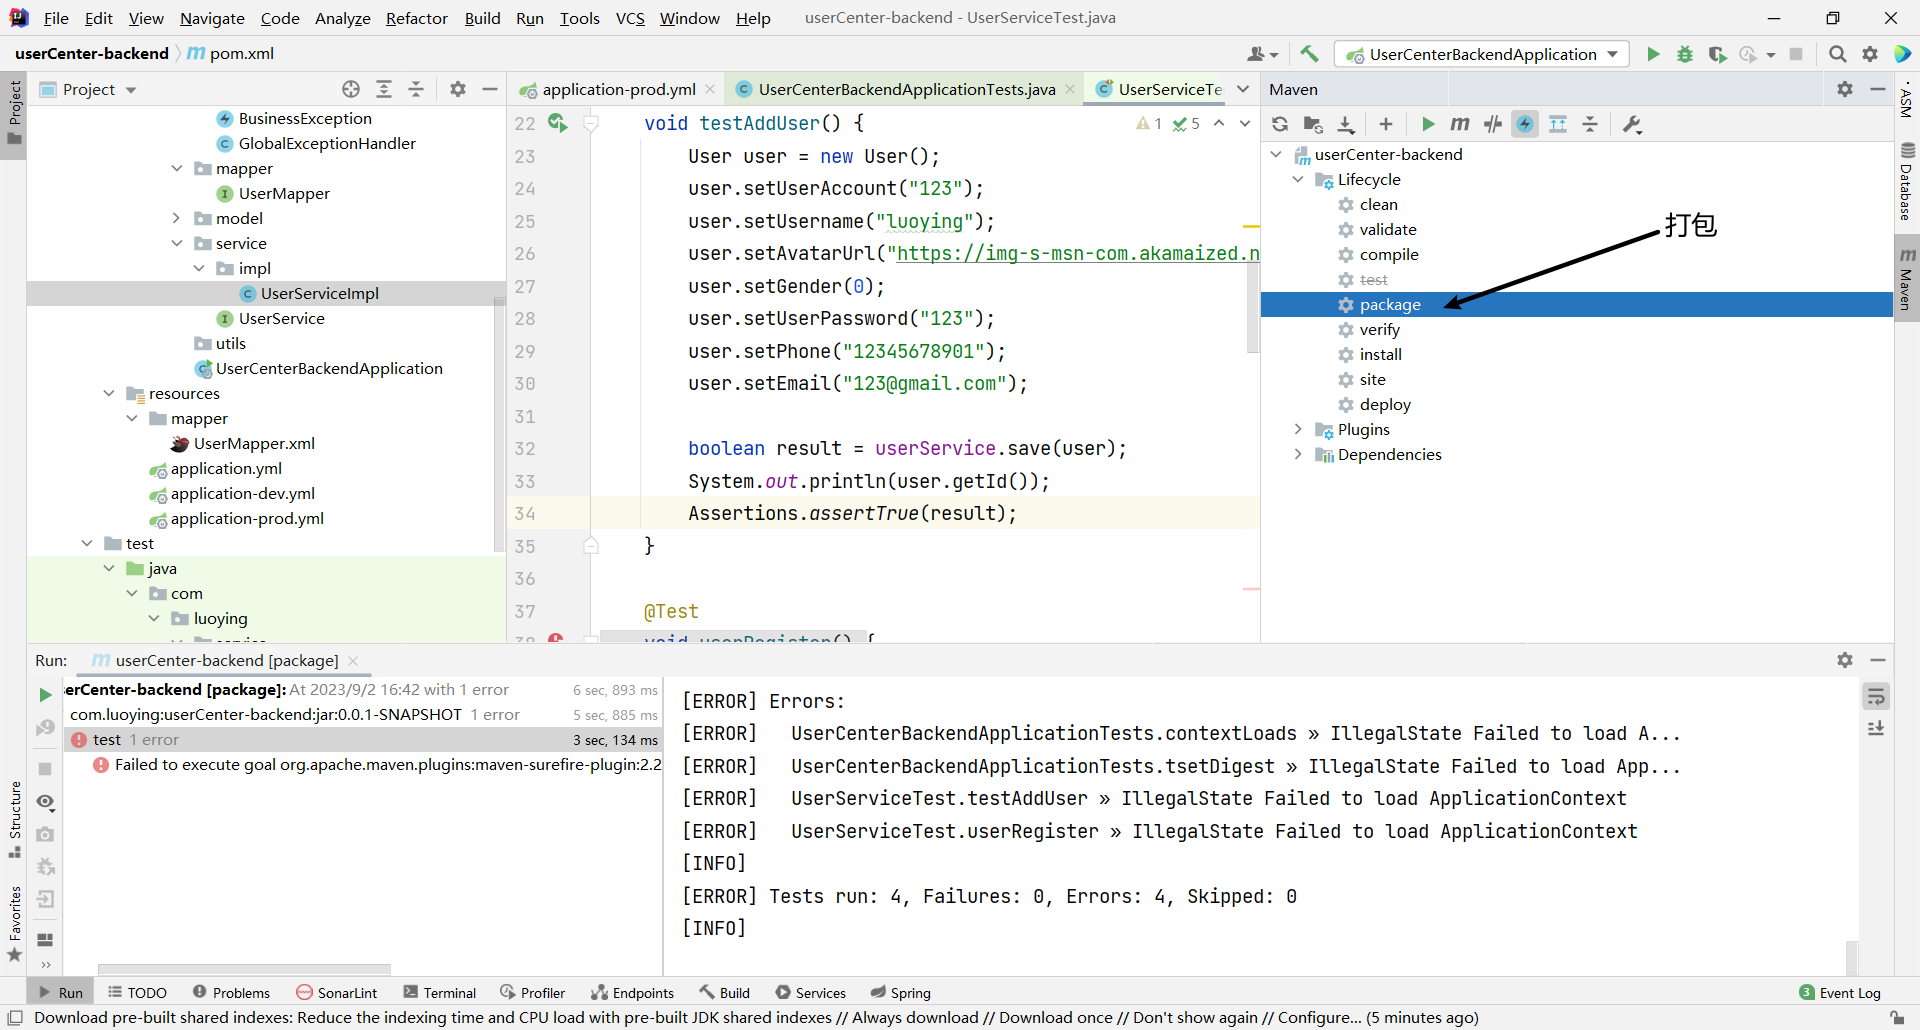 File Edit View Navigate Code Analyze Refactor Build Run Tools VCS Window Help userCenter-backend - UserServiceTest.java
userCenter-backend pom.xml UserCenterBackendApplication
Project
application-prod.yml UserCenterBackendApplicationTests.java UserServiceTe
Maven
Project
BusinessException
GlobalExceptionHandler
mapper
UserMapper
model
service
impl
UserServiceImpl
UserService
utils
UserCenterBackendApplication
resources
mapper
UserMapper.xml
application.yml
application-dev.yml
application-prod.yml
test
java
com
luoying
service
1 5
22 void testAddUser() {
23 User user = new User();
24 user.setUserAccount("123");
25 user.setUsername("luoying");
26 user.setAvatarUrl("https://img-s-msn-com.akamaized.n
27 user.setGender(0);
28 user.setUserPassword("123");
29 user.setPhone("12345678901");
30 user.setEmail("123@gmail.com");
31
32 boolean result = userService.save(user);
33 System.out.println(user.getId());
34 Assertions.assertTrue(result);
35 }
36
37 @Test
38 void userRegister() {
userCenter-backend
Lifecycle
clean
validate
compile
test
package
verify
install
site
deploy
Plugins
Dependencies
打包
ASM
Database
Maven
Run: userCenter-backend [package]
serCenter-backend [package]: At 2023/9/2 16:42 with 1 error 6 sec, 893 ms
com.luoying:userCenter-backend:jar:0.0.1-SNAPSHOT 1 error 5 sec, 885 ms
test 1 error 3 sec, 134 ms
Failed to execute goal org.apache.maven.plugins:maven-surefire-plugin:2.2
[ERROR] Errors:
[ERROR] UserCenterBackendApplicationTests.contextLoads » IllegalState Failed to load A...
[ERROR] UserCenterBackendApplicationTests.tsetDigest » IllegalState Failed to load App...
[ERROR] UserServiceTest.testAddUser » IllegalState Failed to load ApplicationContext
[ERROR] UserServiceTest.userRegister » IllegalState Failed to load ApplicationContext
[INFO]
[ERROR] Tests run: 4, Failures: 0, Errors: 4, Skipped: 0
[INFO]
Structure
Favorites
Run TODO Problems SonarLint Terminal Profiler Endpoints Build Services Spring 3 Event Log
Download pre-built shared indexes: Reduce the indexing time and CPU load with pre-built JDK shared indexes // Always download // Download once // Don't show again // Configure... (5 minutes ago)